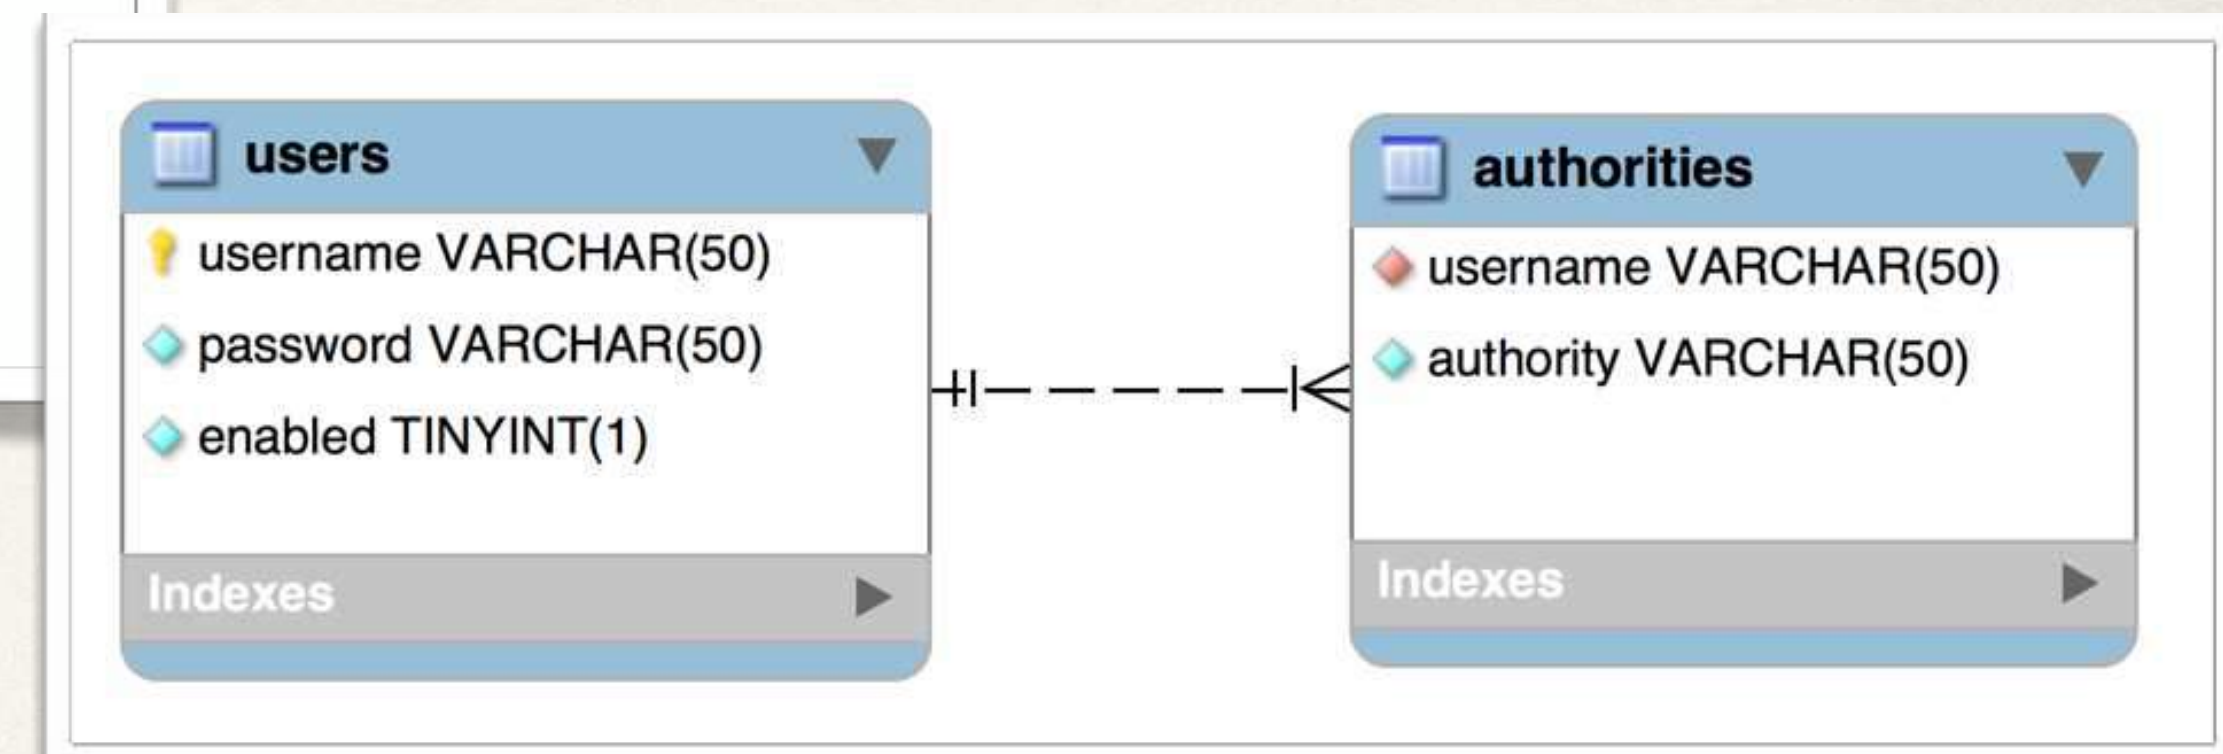 users
username VARCHAR(50)
password VARCHAR(50)
enabled TINYINT(1)
Indexes
authorities
username VARCHAR(50)
authority VARCHAR(50)
Indexes